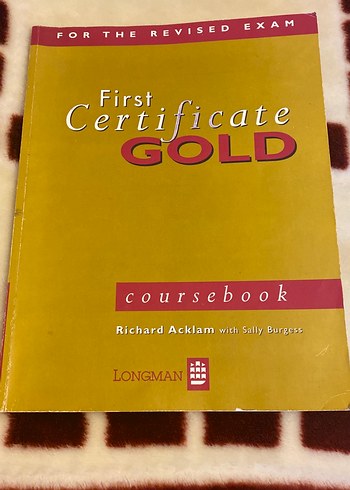 FOR THE REVISED EXAM
First
Certificate
GOLD
coursebook
Richard Acklam with Sally Burgess
LONGMAN